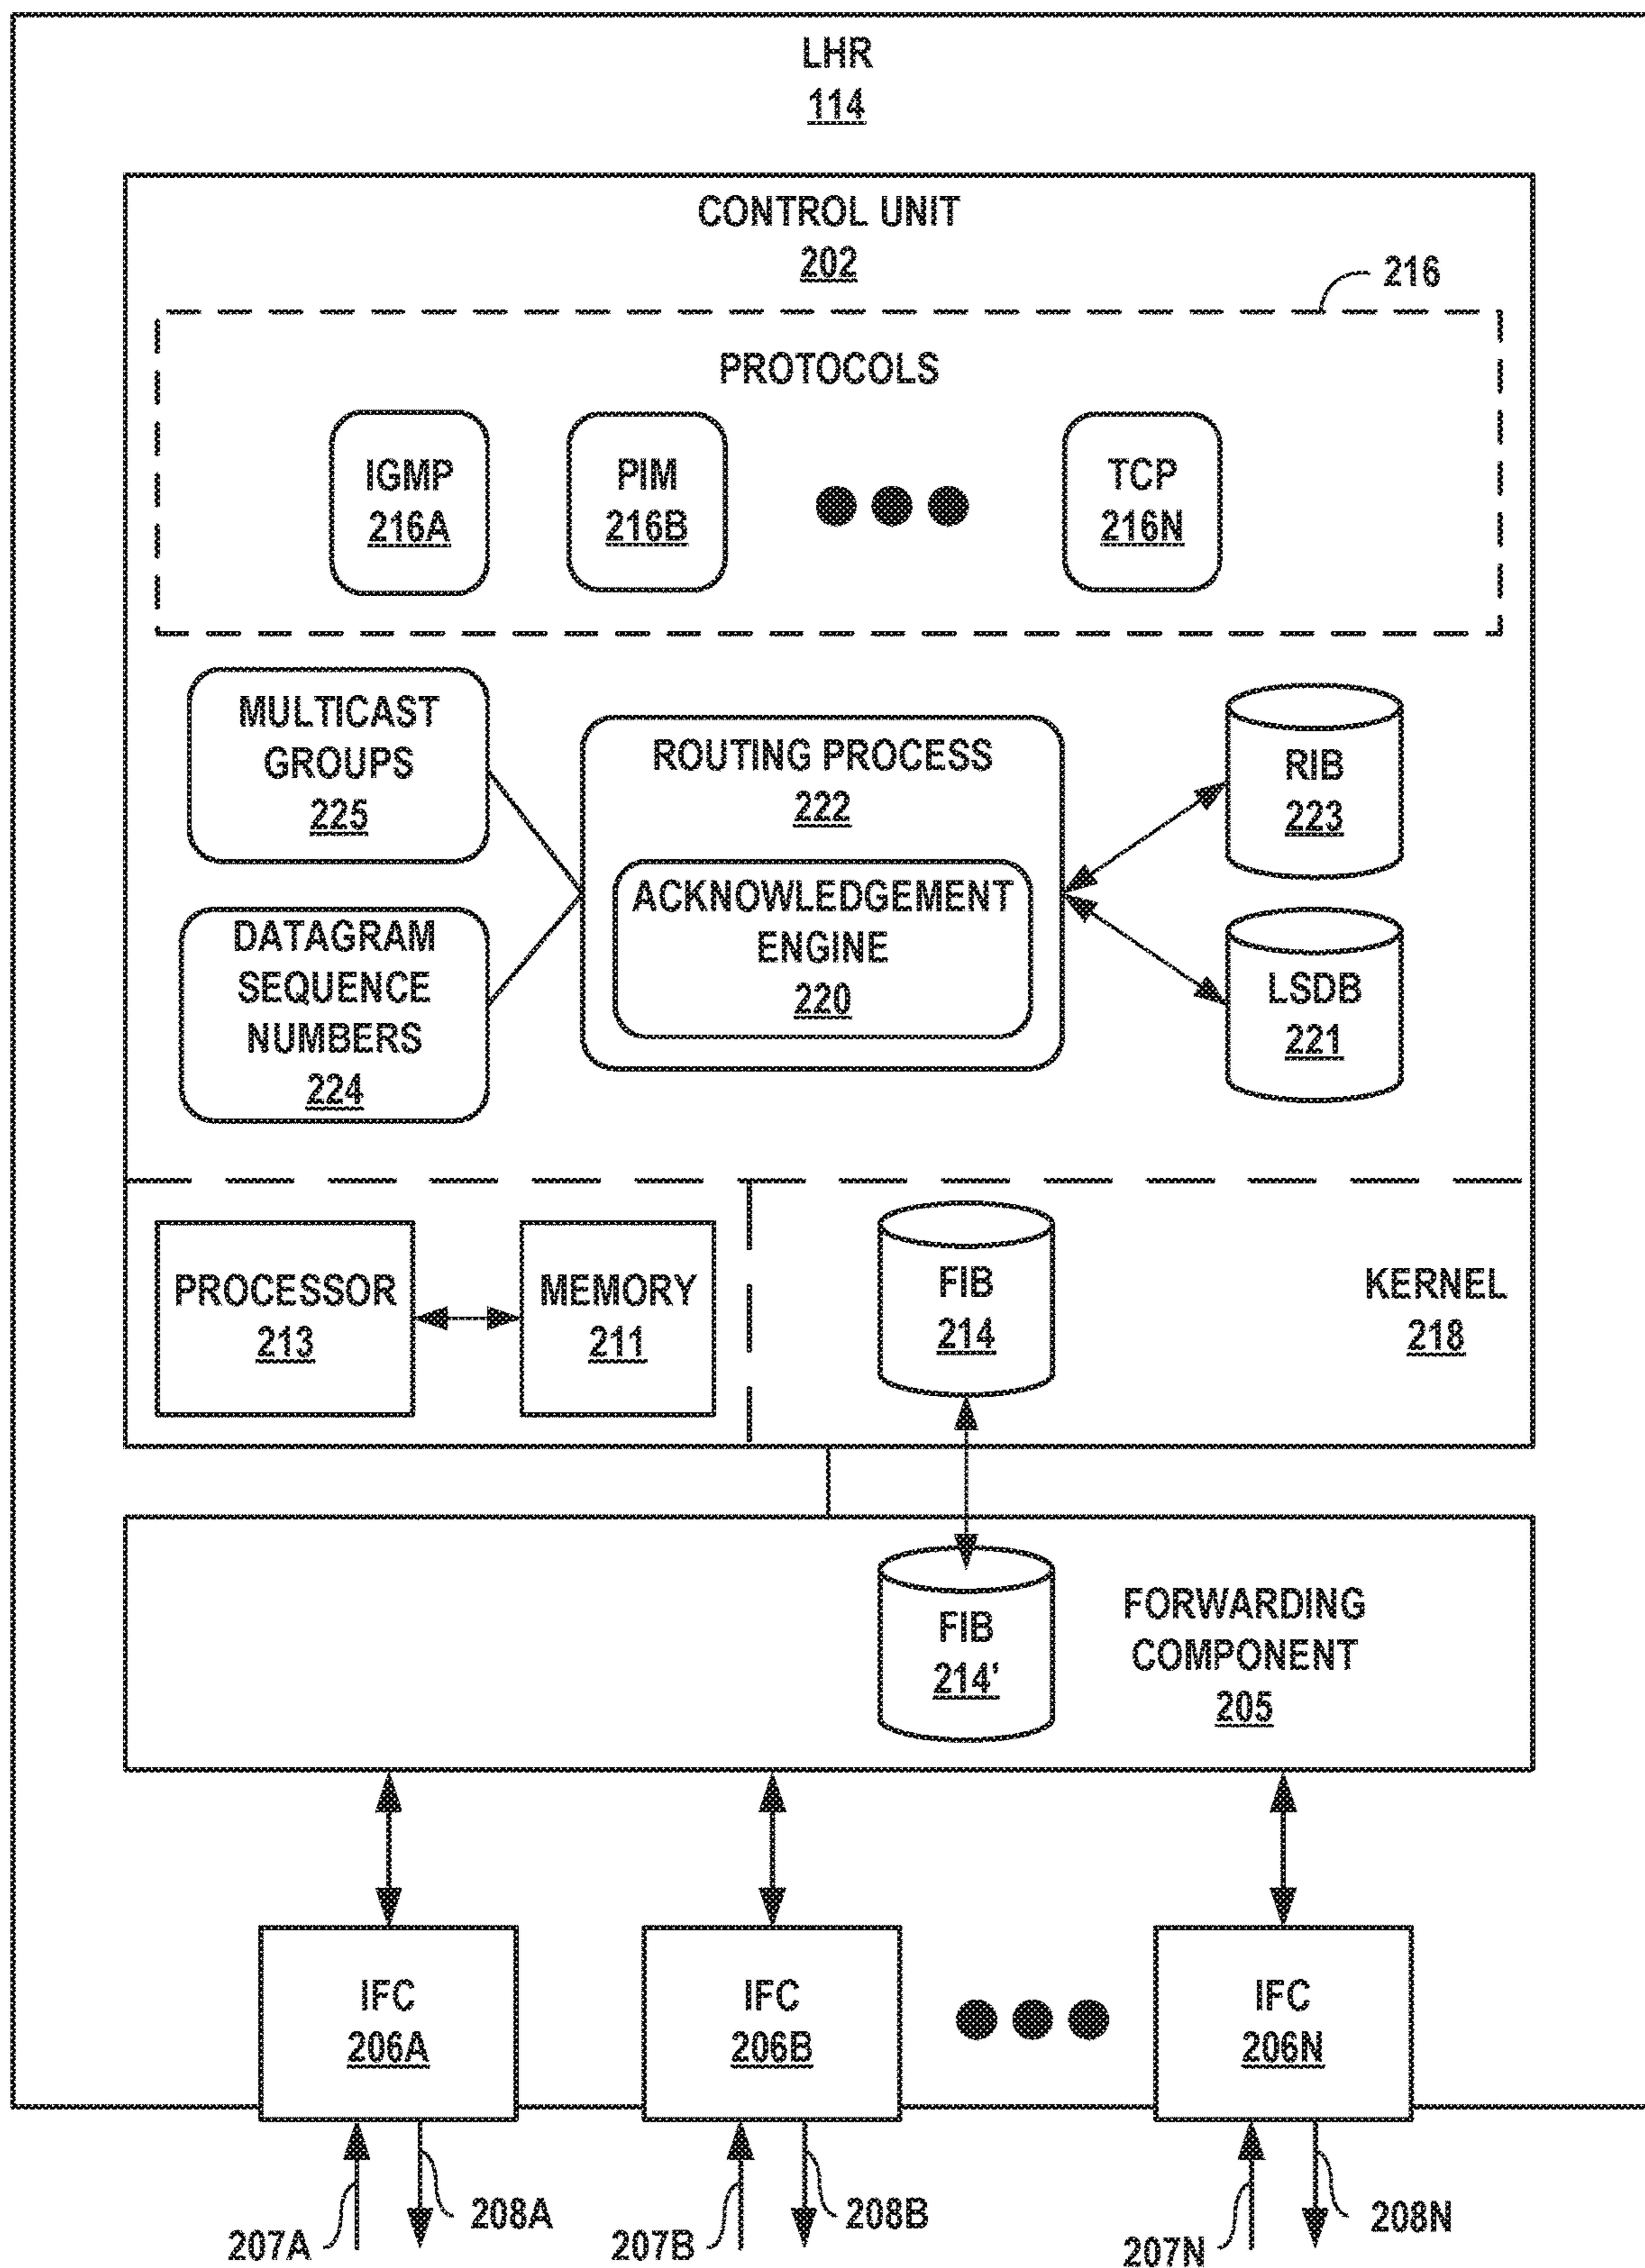 LHR
114
CONTROL UNIT
202
216
PROTOCOLS
IGMP
216A
PIM
216B
TCP
216N
MULTICAST
GROUPS
225
DATAGRAM
SEQUENCE
NUMBERS
224
ROUTING PROCESS
222
ACKNOWLEDGEMENT
ENGINE
220
RIB
223
LSDB
221
PROCESSOR
213
MEMORY
211
FIB
214
KERNEL
218
FIB
214'
FORWARDING
COMPONENT
205
IFC
206A
IFC
206B
IFC
206N
207A
208A
207B
208B
207N
208N